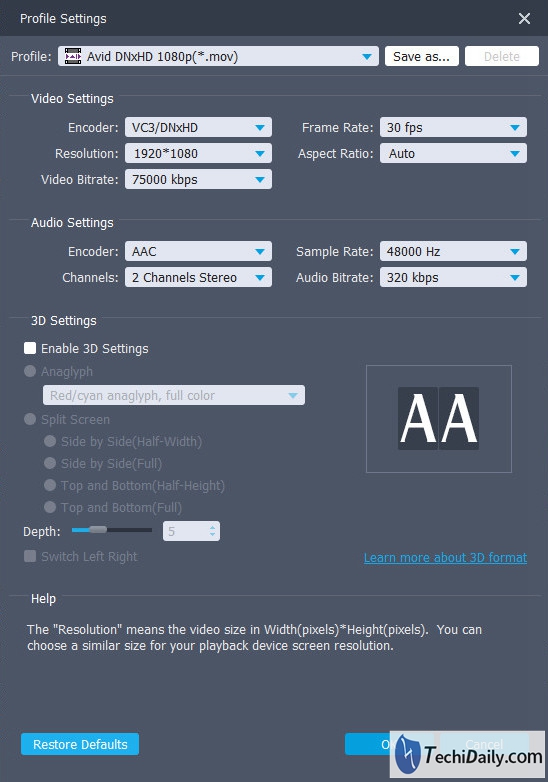 Profile Settings
Profile: Avid DNxHD 1080p(*.mov) Save as... Delete
Video Settings
Encoder: VC3/DNxHD Frame Rate: 30 fps
Resolution: 1920*1080 Aspect Ratio: Auto
Video Bitrate: 75000 kbps
Audio Settings
Encoder: AAC Sample Rate: 48000 Hz
Channels: 2 Channels Stereo Audio Bitrate: 320 kbps
3D Settings
Enable 3D Settings
Anaglyph
Red/cyan anaglyph, full color
Split Screen
Side by Side(Half-Width)
Side by Side(Full)
Top and Bottom(Half-Height)
Top and Bottom(Full)
AA
Depth: 5
Switch Left Right Learn more about 3D format
Help
The "Resolution" means the video size in Width(pixels)*Height(pixels). You can
choose a similar size for your playback device screen resolution.
Restore Defaults Cancel
TechiDaily.com